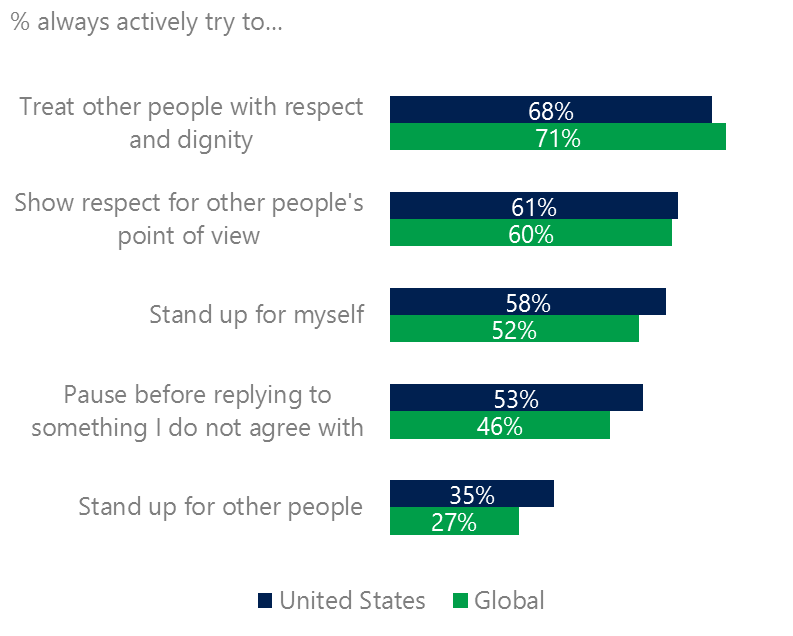 % always actively try to...
Treat other people with respect
and dignity
68%
71%
Show respect for other people's
point of view
61%
60%
Stand up for myself
58%
52%
Pause before replying to
something I do not agree with
53%
46%
Stand up for other people
35%
27%
United States Global